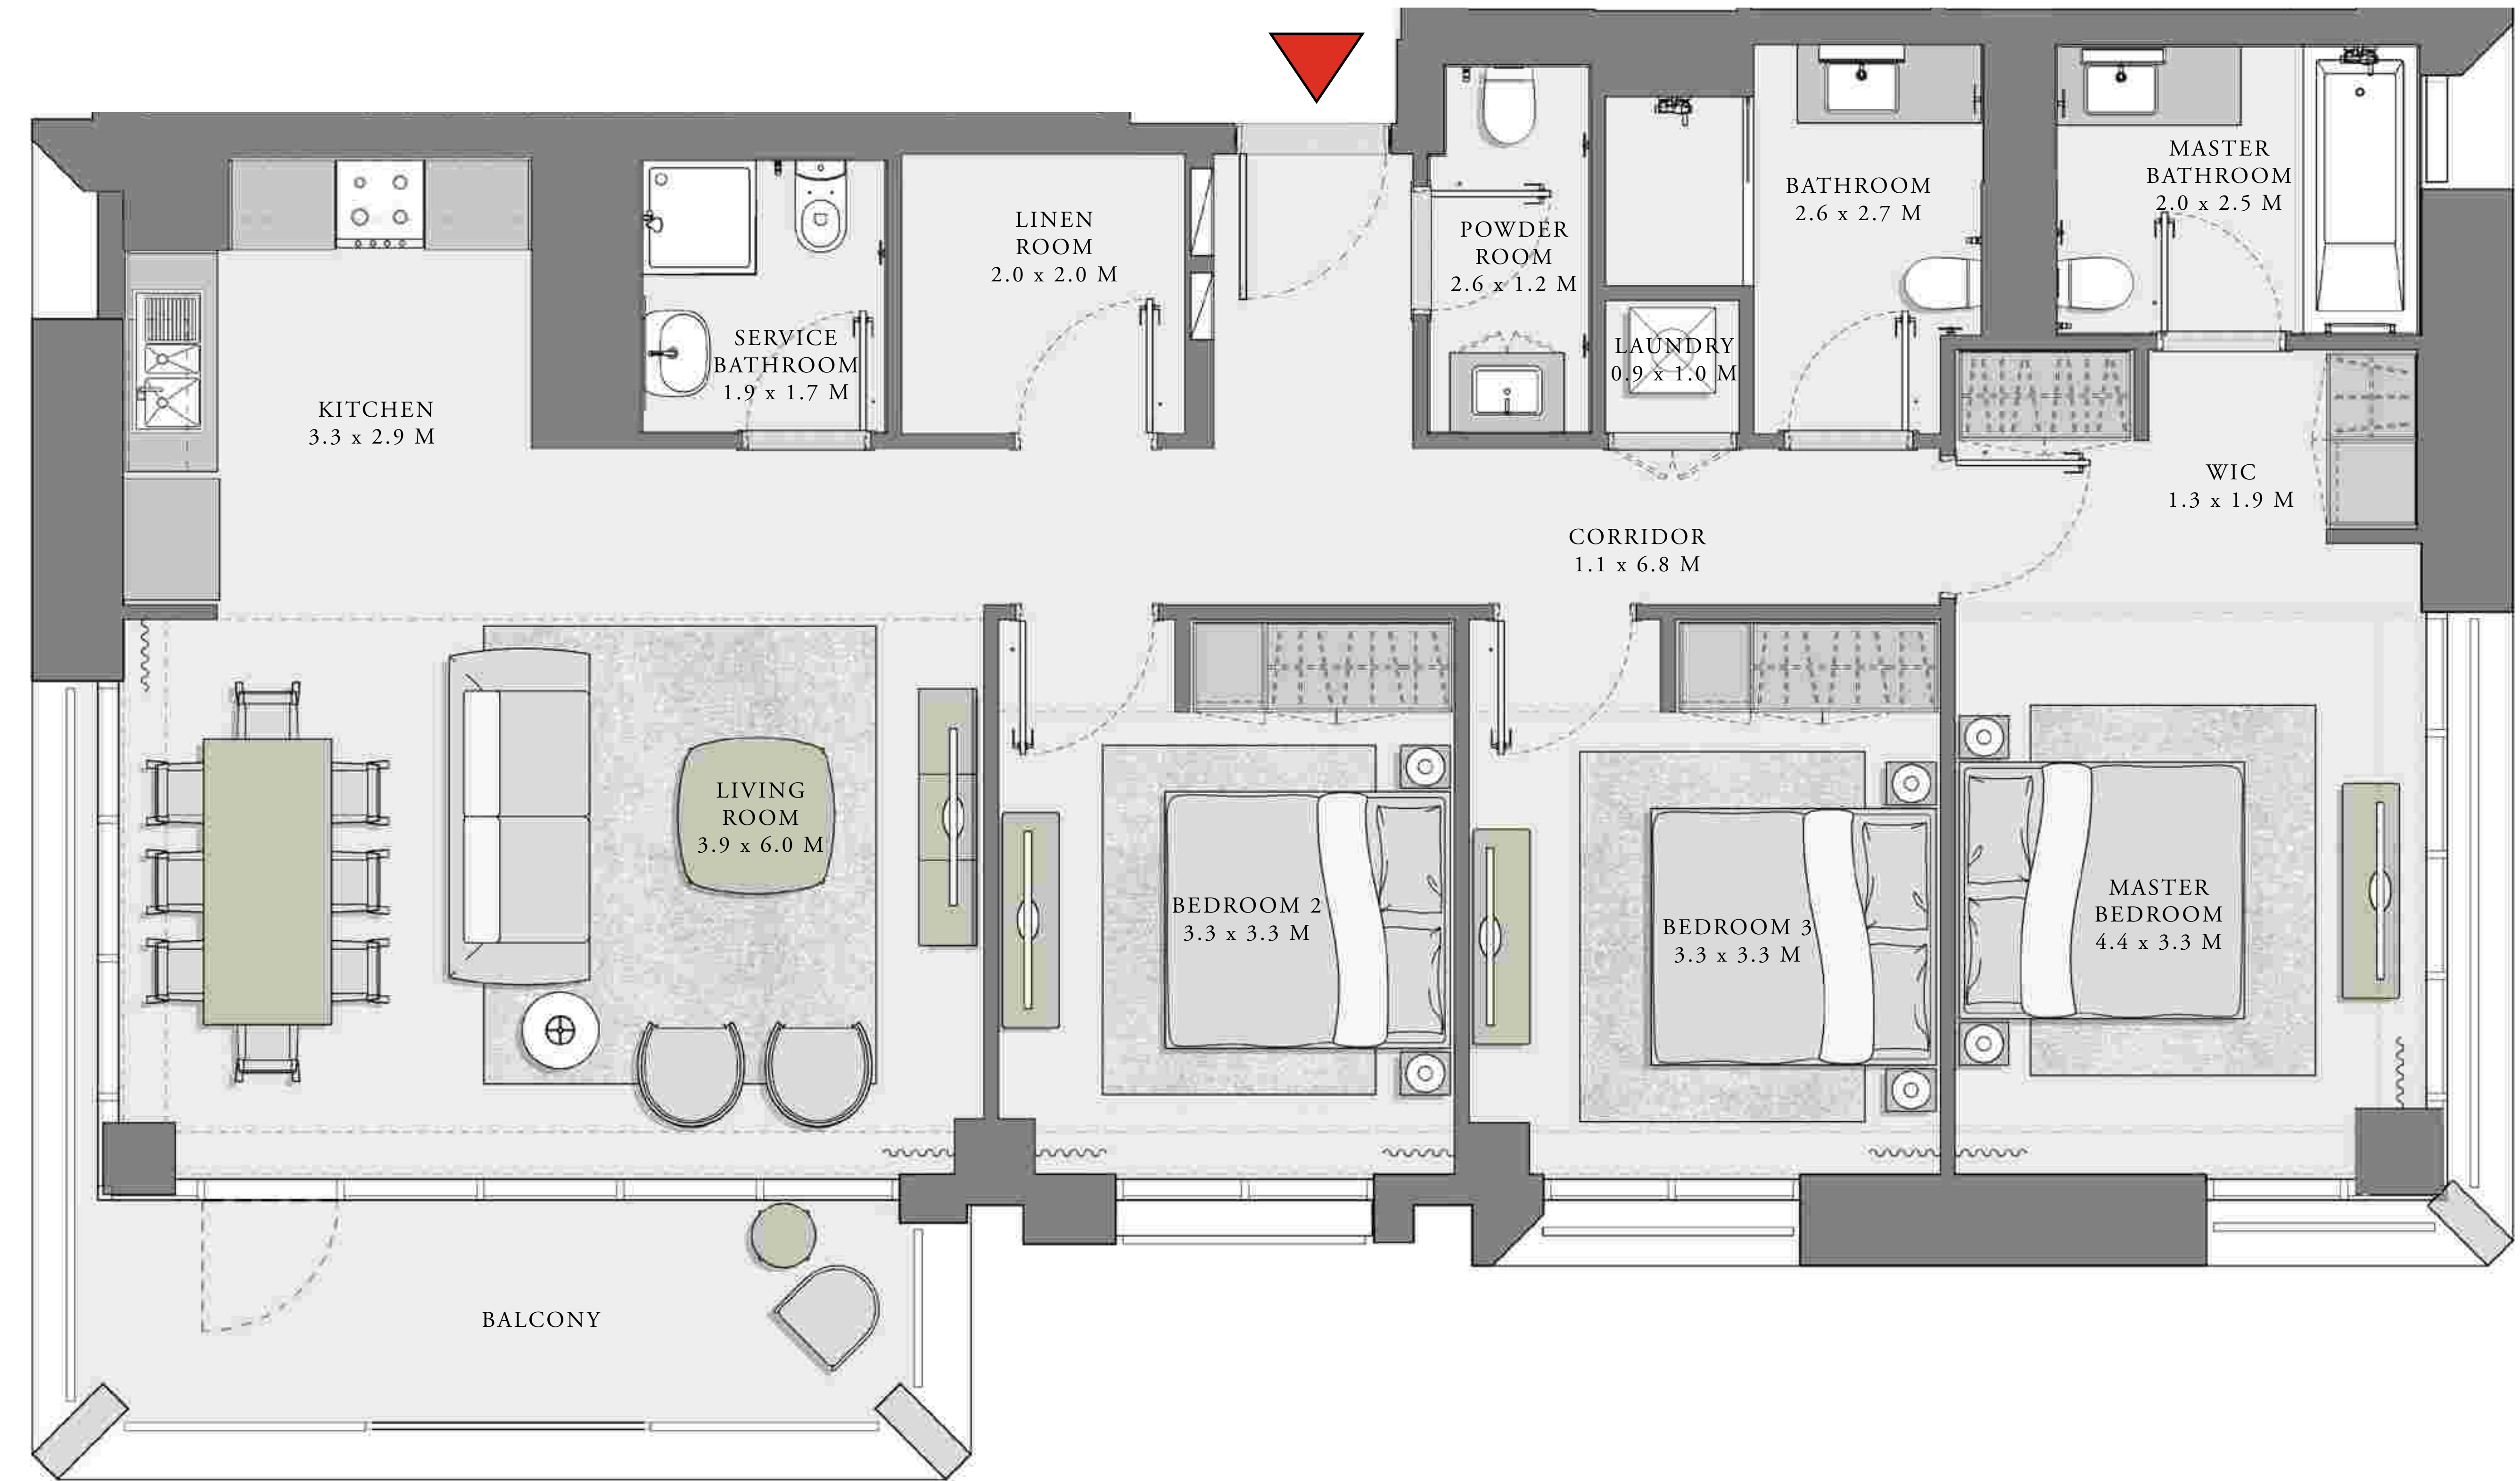 MASTER
BATHROOM
2.0 x 2.5 M
BATHROOM
2.6 x 2.7 M
LINEN
ROOM
2.0 x 2.0 M
POWDER
ROOM
2.6 x 1.2 M
SERVICE
BATHROOM
1.9 x 1.7 M
LAUNDRY
0.9 x 1.0 M
KITCHEN
3.3 x 2.9 M
WIC
1.3 x 1.9 M
CORRIDOR
1.1 x 6.8 M
LIVING
ROOM
3.9 x 6.0 M
BEDROOM 2
3.3 x 3.3 M
BEDROOM 3
3.3 x 3.3 M
MASTER
BEDROOM
4.4 x 3.3 M
BALCONY